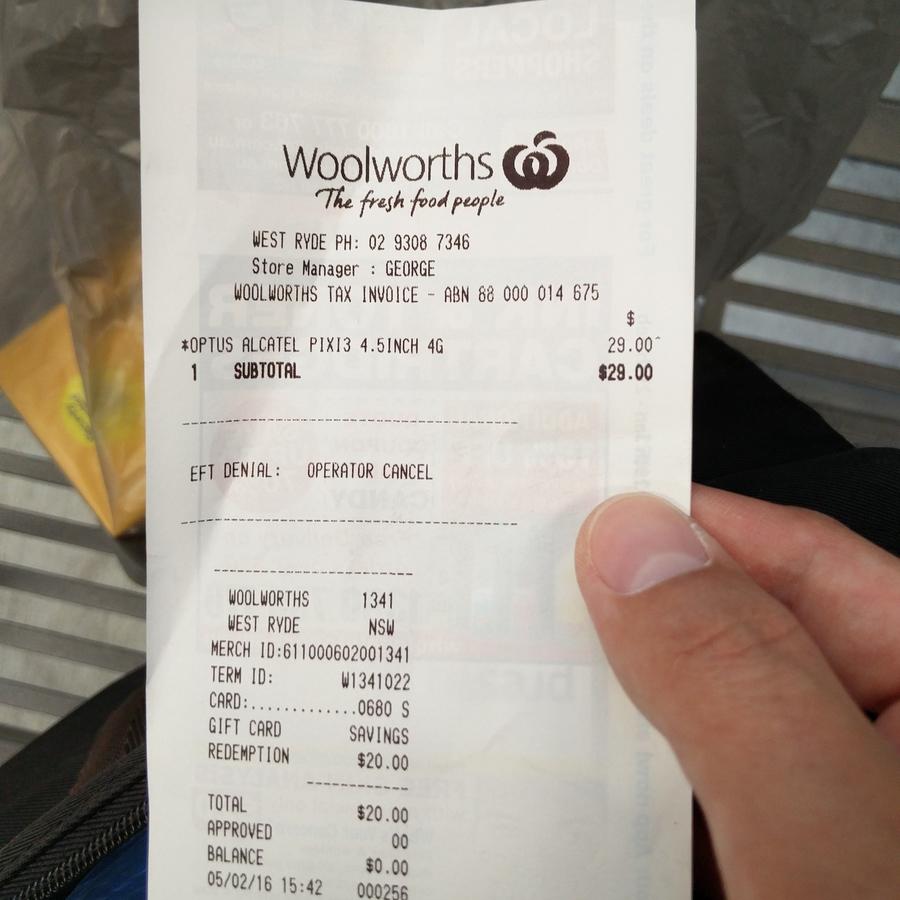 Woolworths
The fresh food people
WEST RYDE PH: 02 9308 7346
Store Manager : GEORGE
WOOLWORTHS TAX INVOICE - ABN 88 000 014 675
$
*OPTUS ALCATEL PIXI3 4.5INCH 4G 29.00^
1 SUBTOTAL $29.00
EFT DENIAL: OPERATOR CANCEL
WOOLWORTHS 1341
WEST RYDE NSW
MERCH ID:611000602001341
TERM ID: W1341022
CARD:.............0680 S
GIFT CARD SAVINGS
REDEMPTION $20.00
TOTAL $20.00
APPROVED 00
BALANCE $0.00
05/02/16 15:42 000256